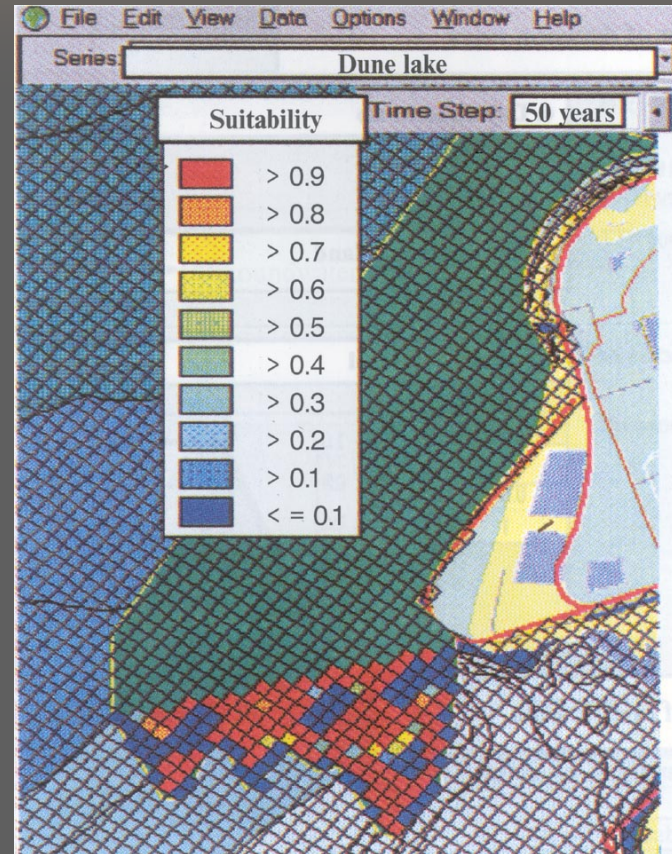 File Edit View Data Options Window Help
Series: Dune lake
Suitability
Time Step: 50 years
> 0.9
> 0.8
> 0.7
> 0.6
> 0.5
> 0.4
> 0.3
> 0.2
> 0.1
< = 0.1